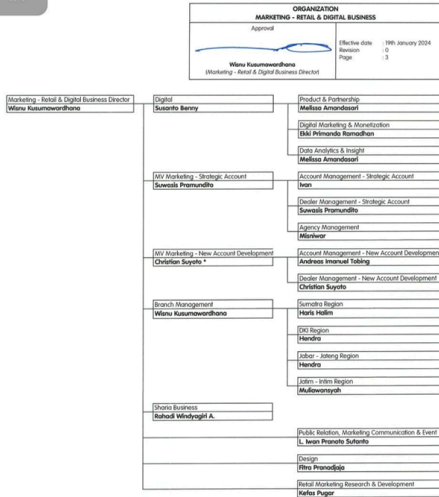 ORGANIZATION
MARKETING - RETAIL & DIGITAL BUSINESS
Approval
Wisnu Kusumawardhana
(Marketing - Retail & Digital Business Director)
Effective date : 19th January 2024
Revision : 0
Page : 3
Marketing - Retail & Digital Business Director
Wisnu Kusumawardhana
Digital
Susanto Benny
Product & Partnership
Melissa Amandasari
Digital Marketing & Monetization
Ekki Primanda Ramadhan
Data Analytics & Insight
Melissa Amandasari
MV Marketing - Strategic Account
Suwasis Pramundito
Account Management - Strategic Account
Ivan
Dealer Management - Strategic Account
Suwasis Pramundito
Agency Management
Misniwar
MV Marketing - New Account Development
Christian Suyoto *
Account Management - New Account Developmen
Andreas Imanuel Tobing
Dealer Management - New Account Development
Christian Suyoto
Branch Management
Wisnu Kusumawardhana
Sumatra Region
Haris Halim
DKI Region
Hendra
Jabar - Jateng Region
Hendra
Jatim - Intim Region
Muliawansyah
Sharia Business
Rahadi Windyagiri A.
Public Relation, Marketing Communication & Event
L. Iwan Pranoto Sutanto
Design
Fitra Pranadjaja
Retail Marketing Research & Development
Kefas Pugar